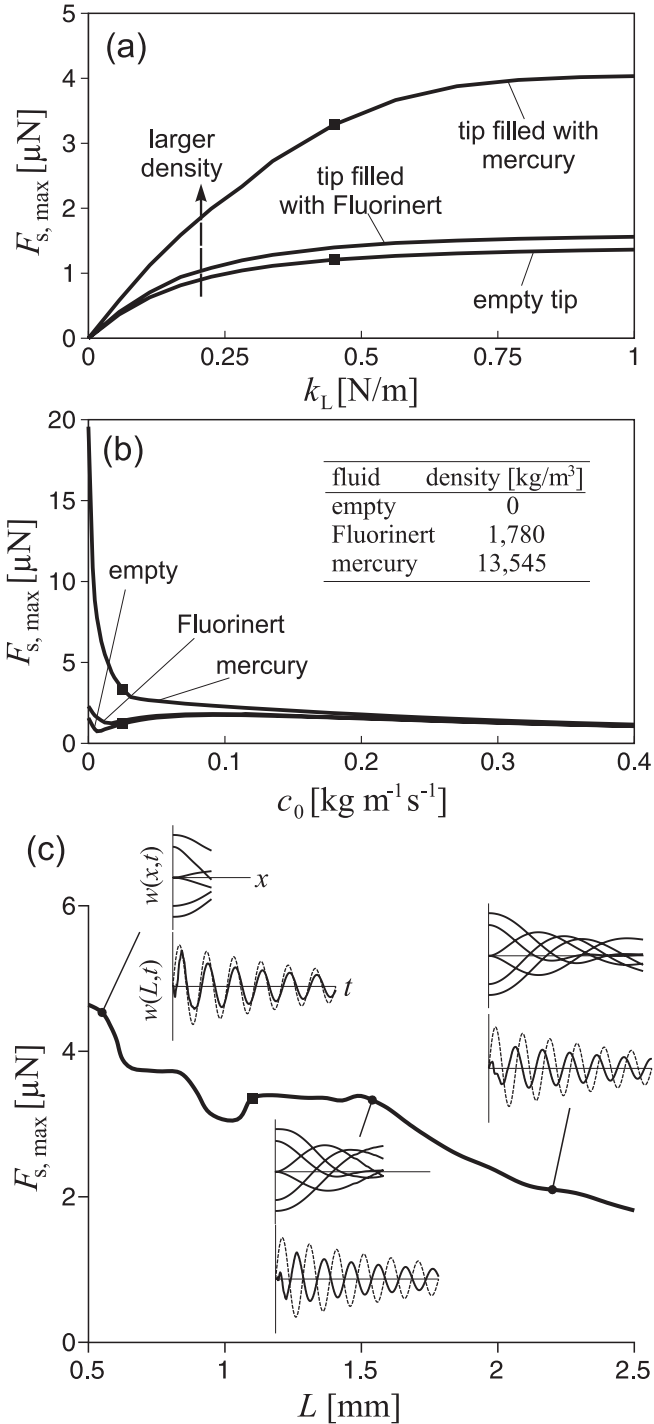 (a)
5
4
3
2
1
0
F_s, max [μN]
larger
density
tip filled with
mercury
tip filled
with Fluorinert
empty tip
0
0.25
0.5
0.75
1
k_L [N/m]
(b)
20
15
10
5
0
F_s, max [μN]
fluid density [kg/m³]
empty 0
Fluorinert 1,780
mercury 13,545
empty
Fluorinert
mercury
0
0.1
0.2
0.3
0.4
c_0 [kg m⁻¹ s⁻¹]
(c)
6
4
2
0
F_s, max [μN]
w(x,t)
x
w(L,t)
t
0.5
1
1.5
2
2.5
L [mm]